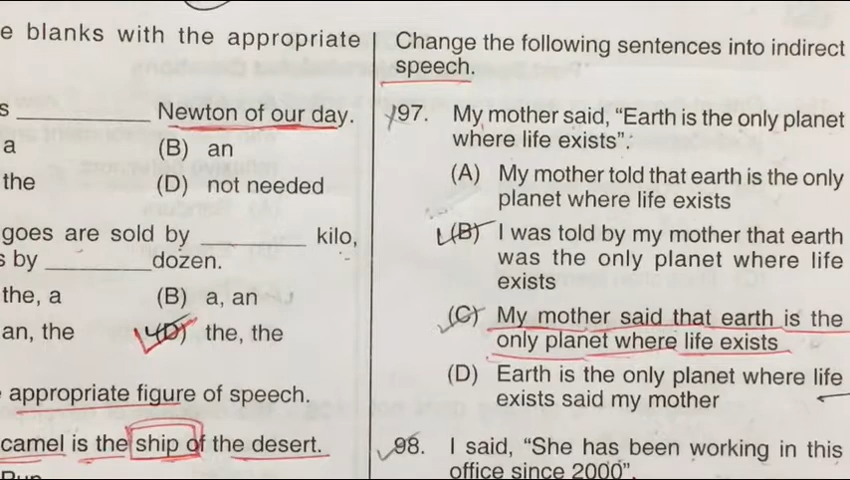 e blanks with the appropriate
s ________ Newton of our day.
a (B) an
the (D) not needed
goes are sold by ________ kilo,
s by ________dozen.
the, a (B) a, an
an, the (D) the, the
appropriate figure of speech.
camel is the ship of the desert.
Change the following sentences into indirect
speech.
97. My mother said, "Earth is the only planet
where life exists".
(A) My mother told that earth is the only
planet where life exists
(B) I was told by my mother that earth
was the only planet where life
exists
(C) My mother said that earth is the
only planet where life exists
(D) Earth is the only planet where life
exists said my mother
98. I said, "She has been working in this
office since 2000".